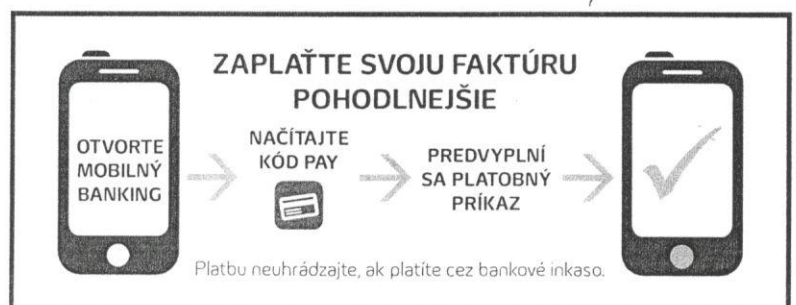 ZAPLAŤTE SVOJU FAKTÚRU
POHODLNEJŠIE
OTVORTE
MOBILNÝ
BANKING
NAČÍTAJTE
KÓD PAY
PREDVYPLNÍ
SA PLATOBNÝ
PRÍKAZ
Platbu neuhrádzajte, ak platíte cez bankové inkaso.